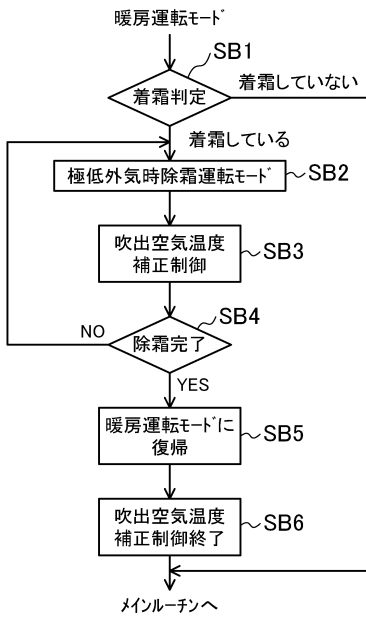 暖房運転モード
SB1
着霜判定
着霜していない
着霜している
極低外気時除霜運転モード
SB2
吹出空気温度
補正制御
SB3
SB4
除霜完了
NO
YES
暖房運転モードに
復帰
SB5
吹出空気温度
補正制御終了
SB6
メインルーチンへ